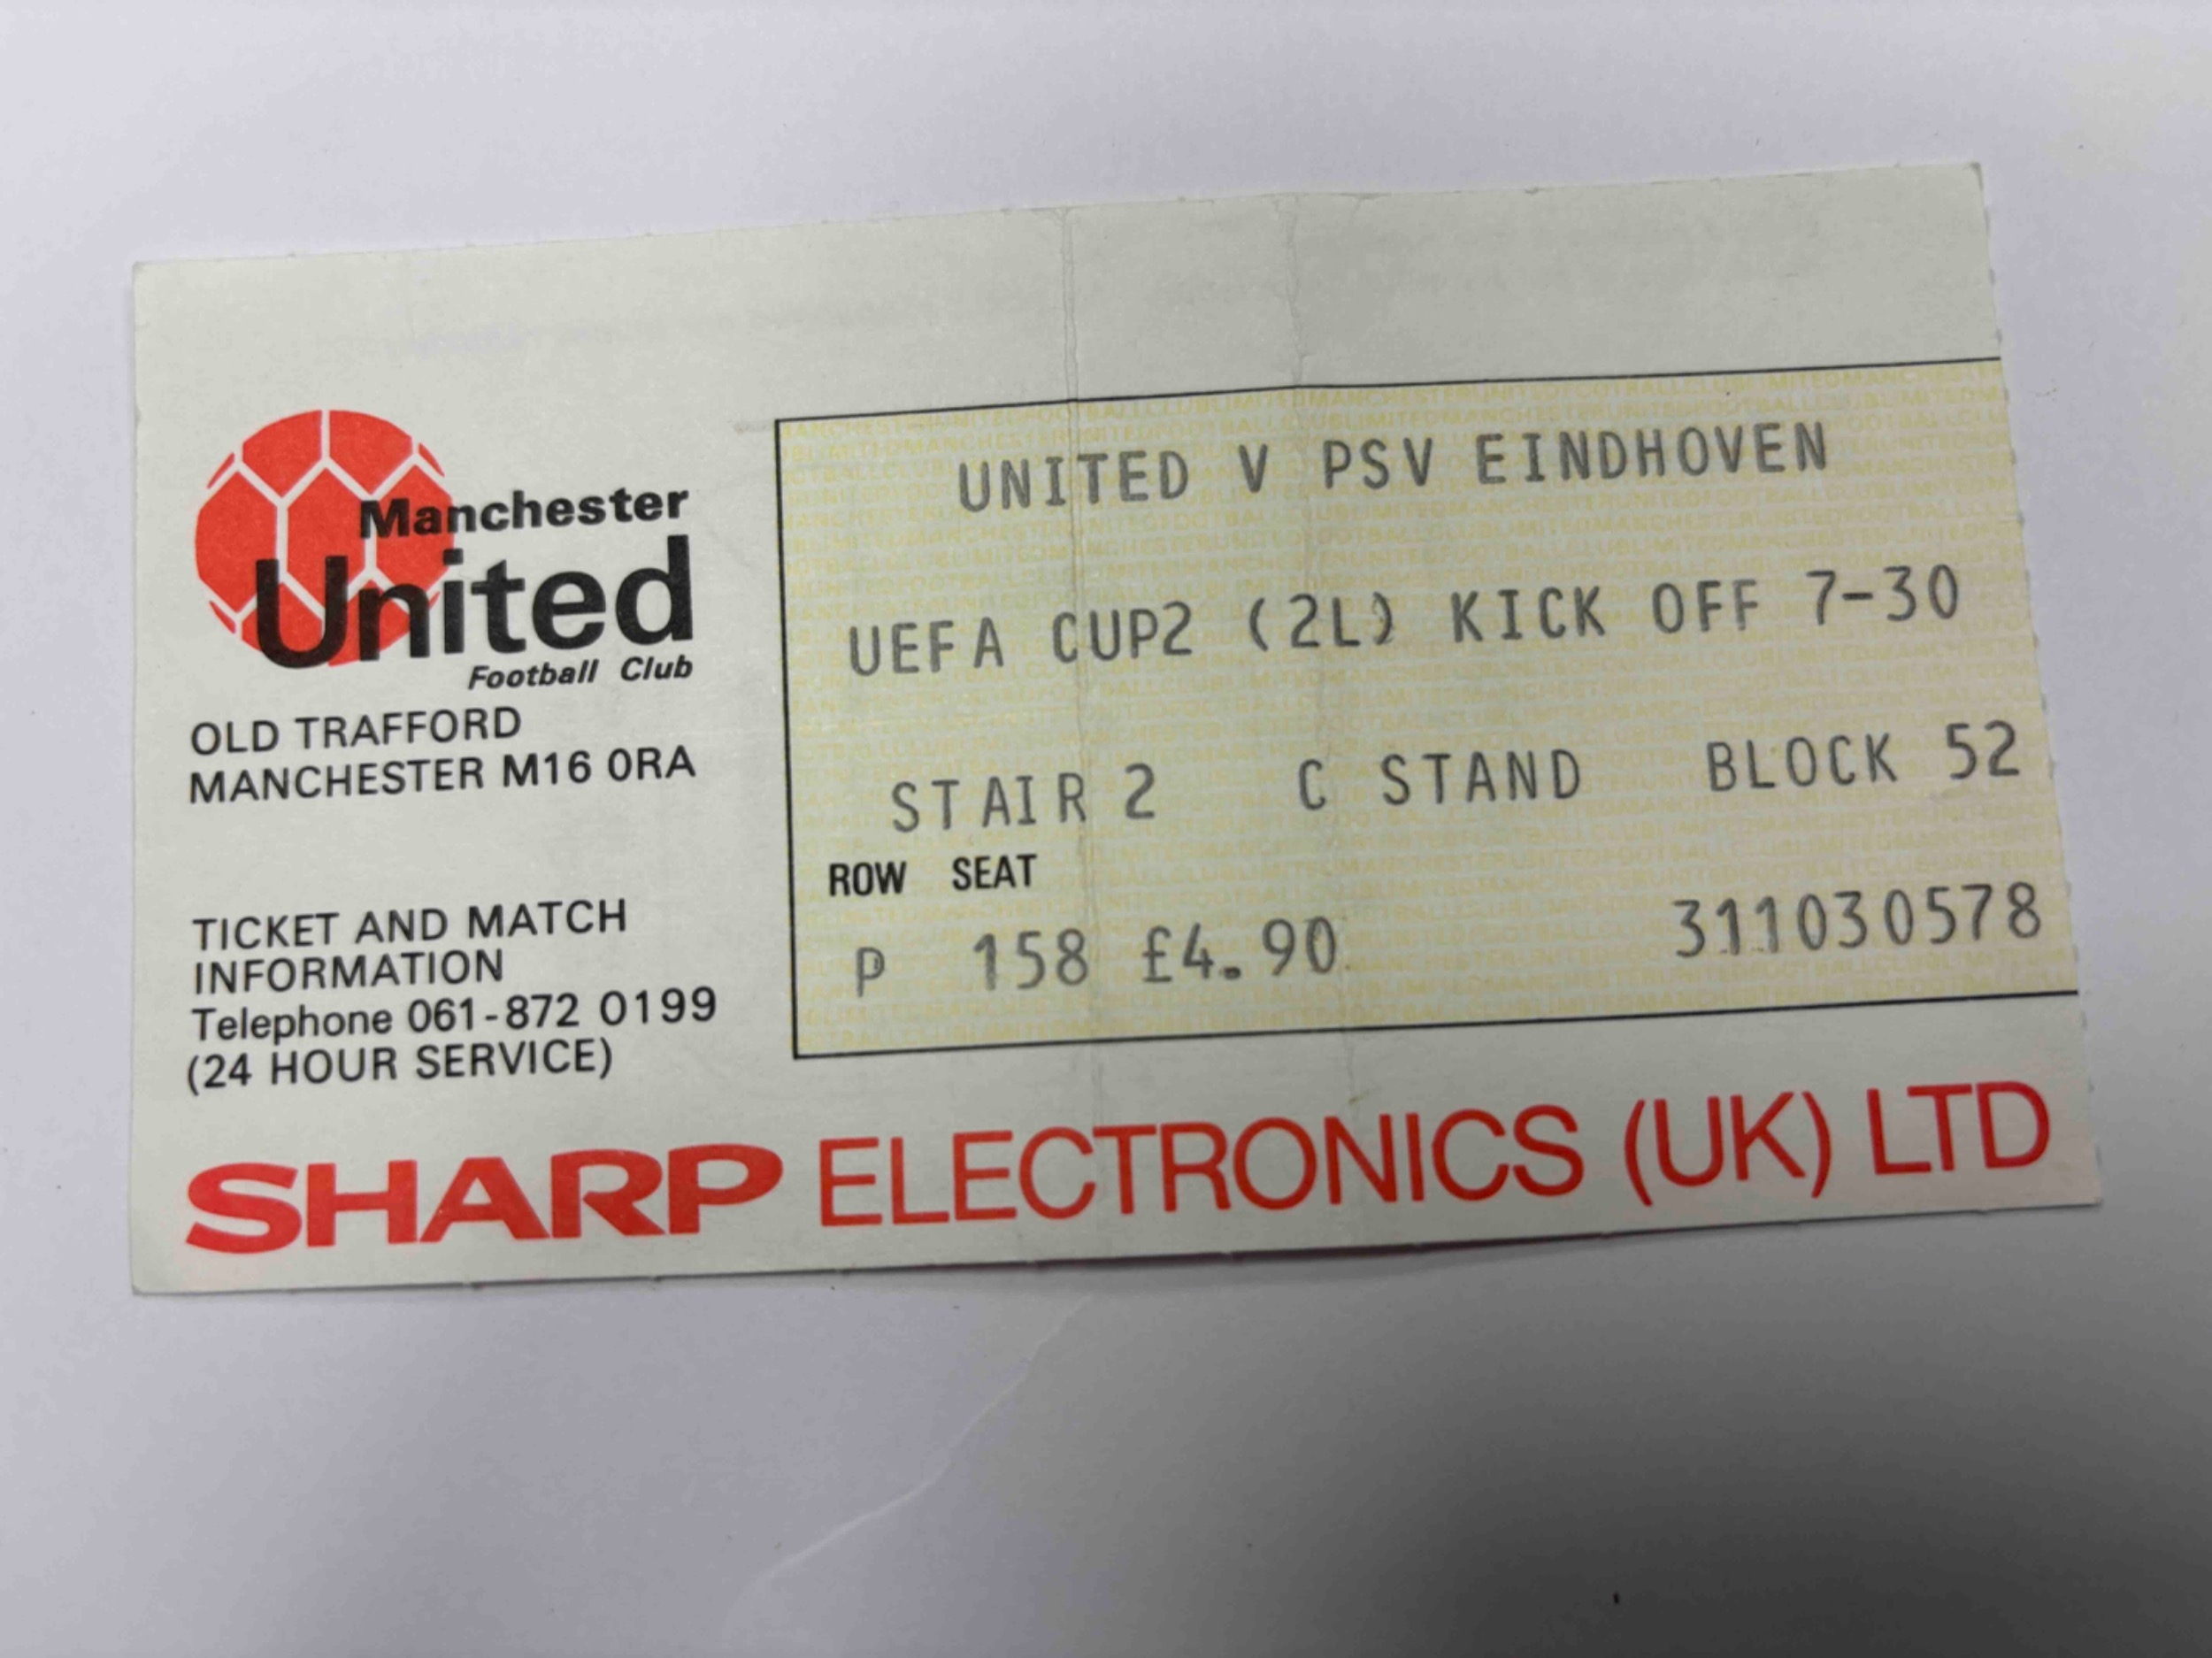 Manchester
United
Football Club
OLD TRAFFORD
MANCHESTER M16 0RA
TICKET AND MATCH
INFORMATION
Telephone 061-872 0199
(24 HOUR SERVICE)
UNITED V PSV EINDHOVEN
UEFA CUP2 (2L) KICK OFF 7-30
STAIR 2 C STAND BLOCK 52
ROW SEAT
P 158 £4.90 311030578
SHARP ELECTRONICS (UK) LTD